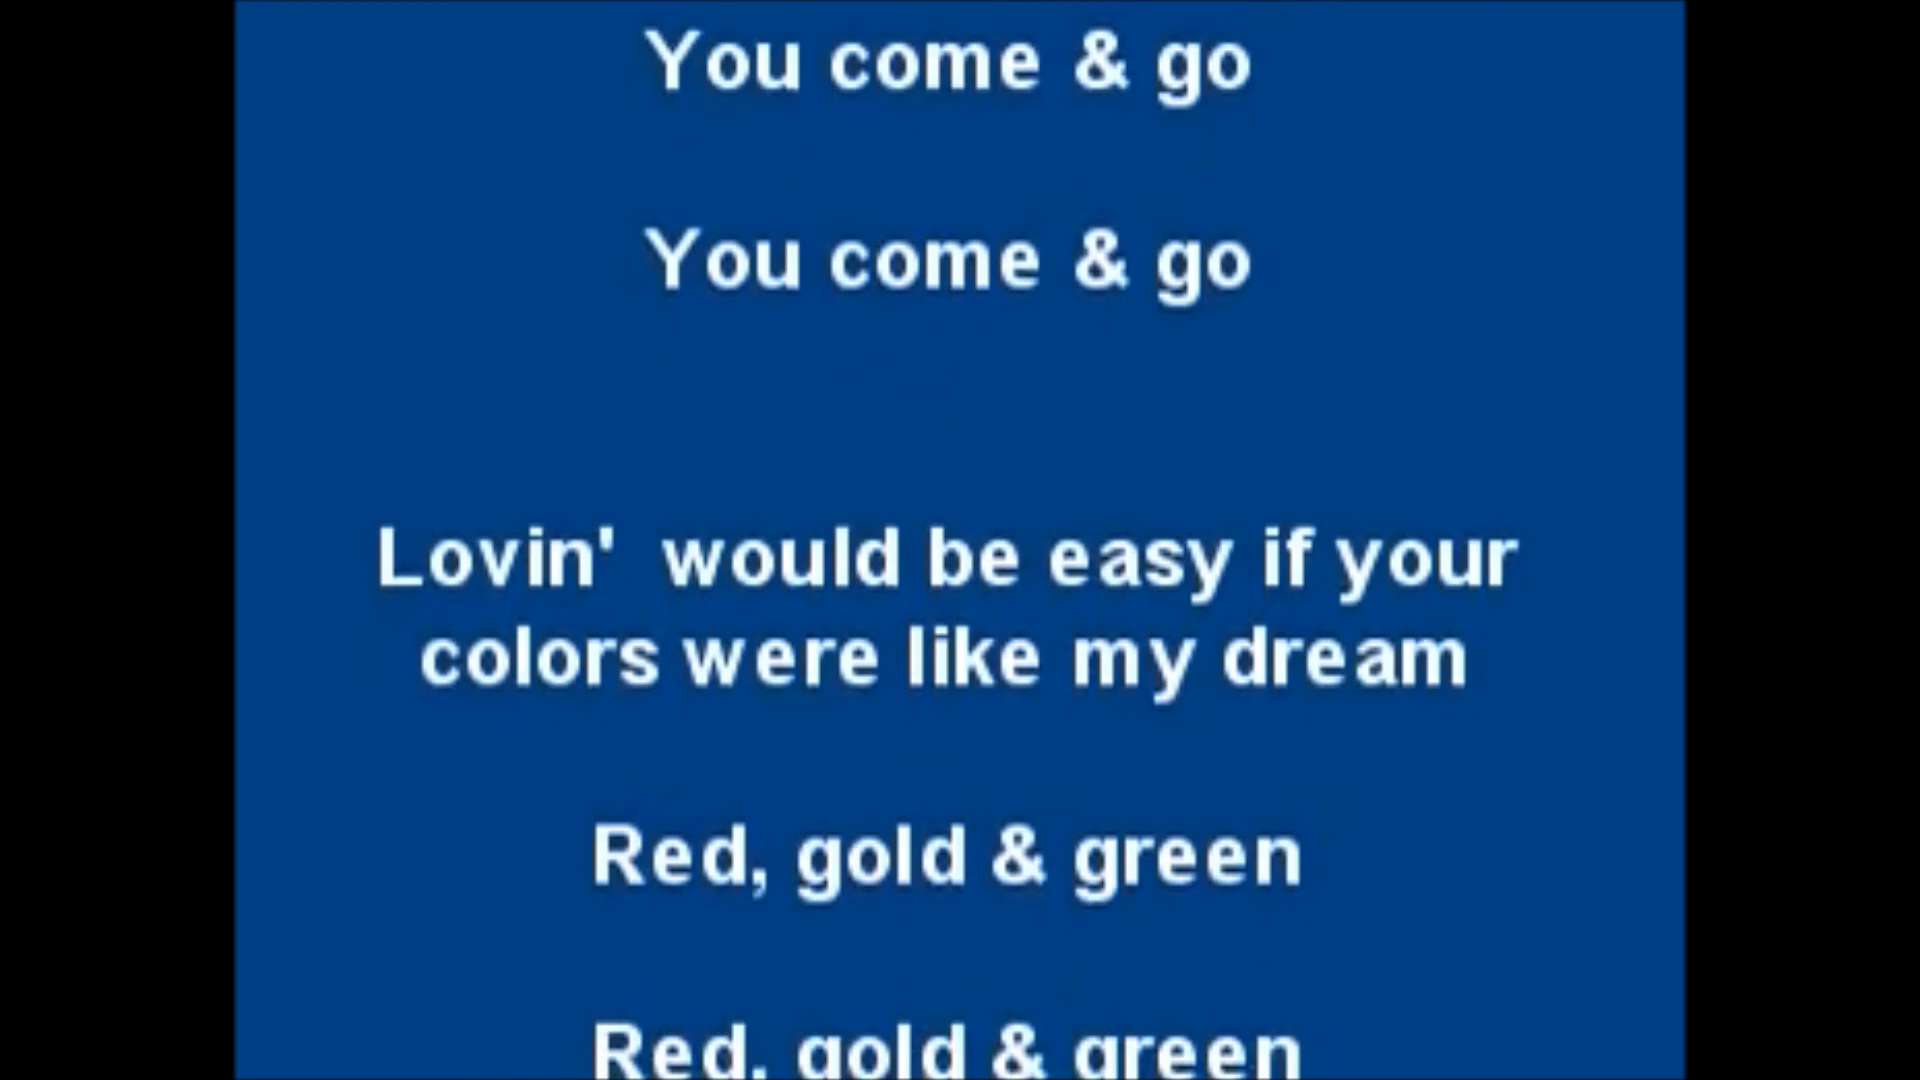 You come & go
You come & go
Lovin' would be easy if your
colors were like my dream
Red, gold & green
Red, gold & green